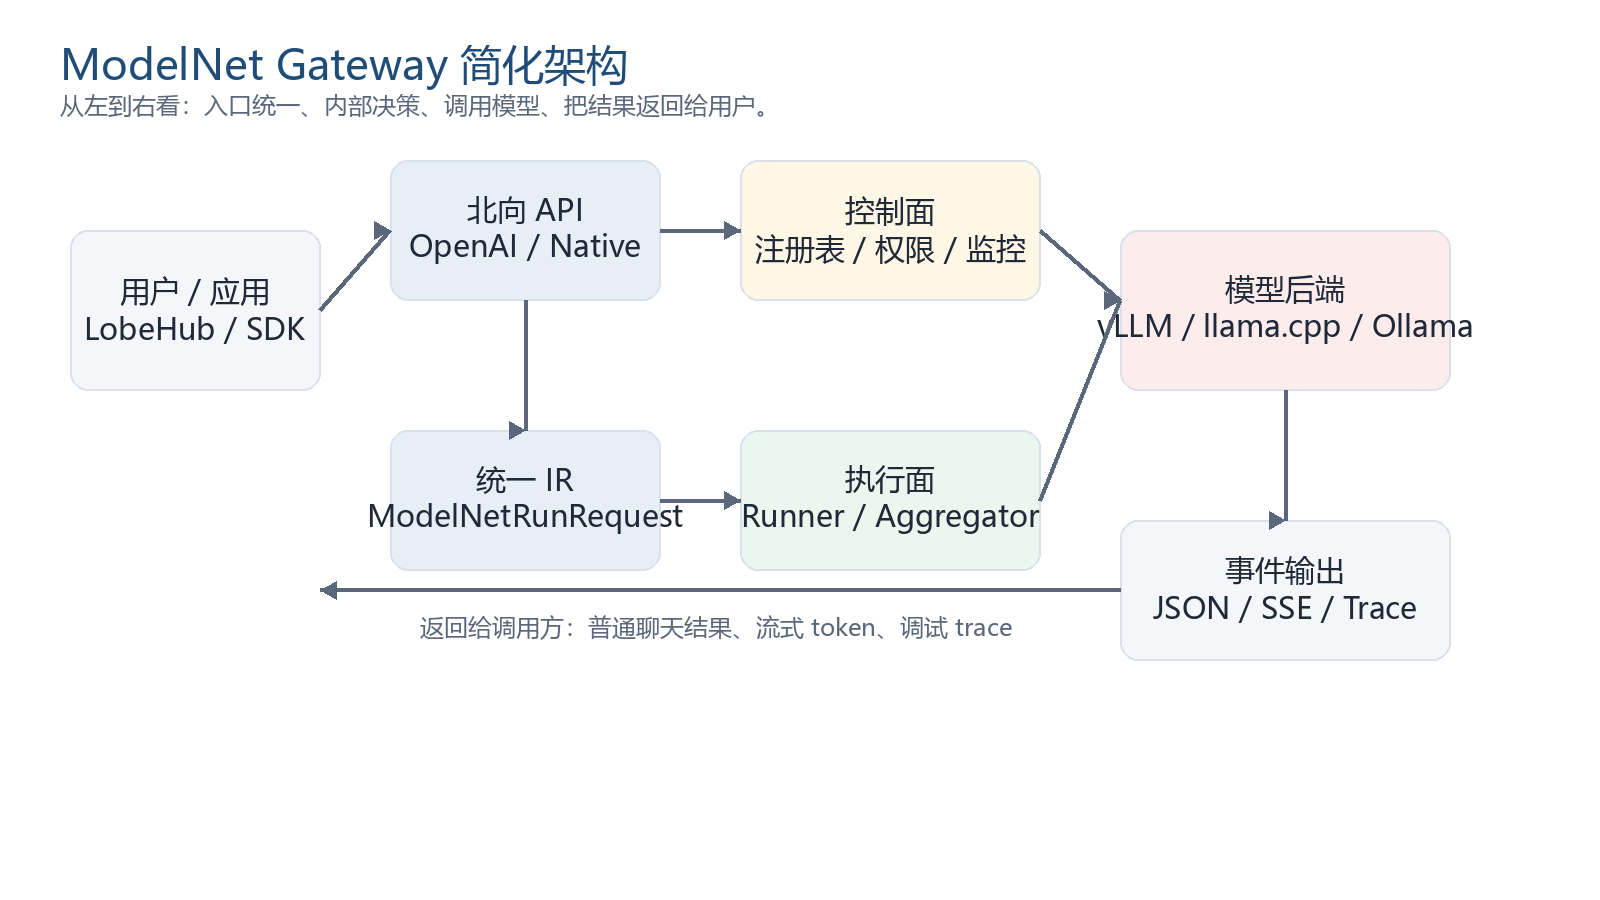 ModelNet Gateway 简化架构
从左到右看：入口统一、内部决策、调用模型、把结果返回给用户。
用户 / 应用
LobeHub / SDK
北向 API
OpenAI / Native
控制面
注册表 / 权限 / 监控
模型后端
vLLM / llama.cpp / Ollama
统一 IR
ModelNetRunRequest
执行面
Runner / Aggregator
事件输出
JSON / SSE / Trace
返回给调用方：普通聊天结果、流式 token、调试 trace